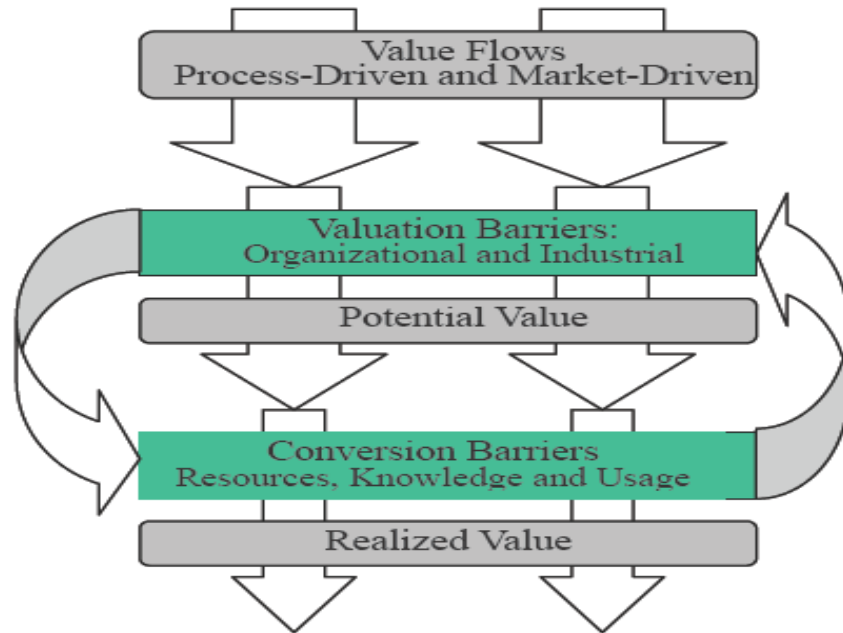 Value Flows
Process-Driven and Market-Driven
Valuation Barriers:
Organizational and Industrial
Potential Value
Conversion Barriers
Resources, Knowledge and Usage
Realized Value